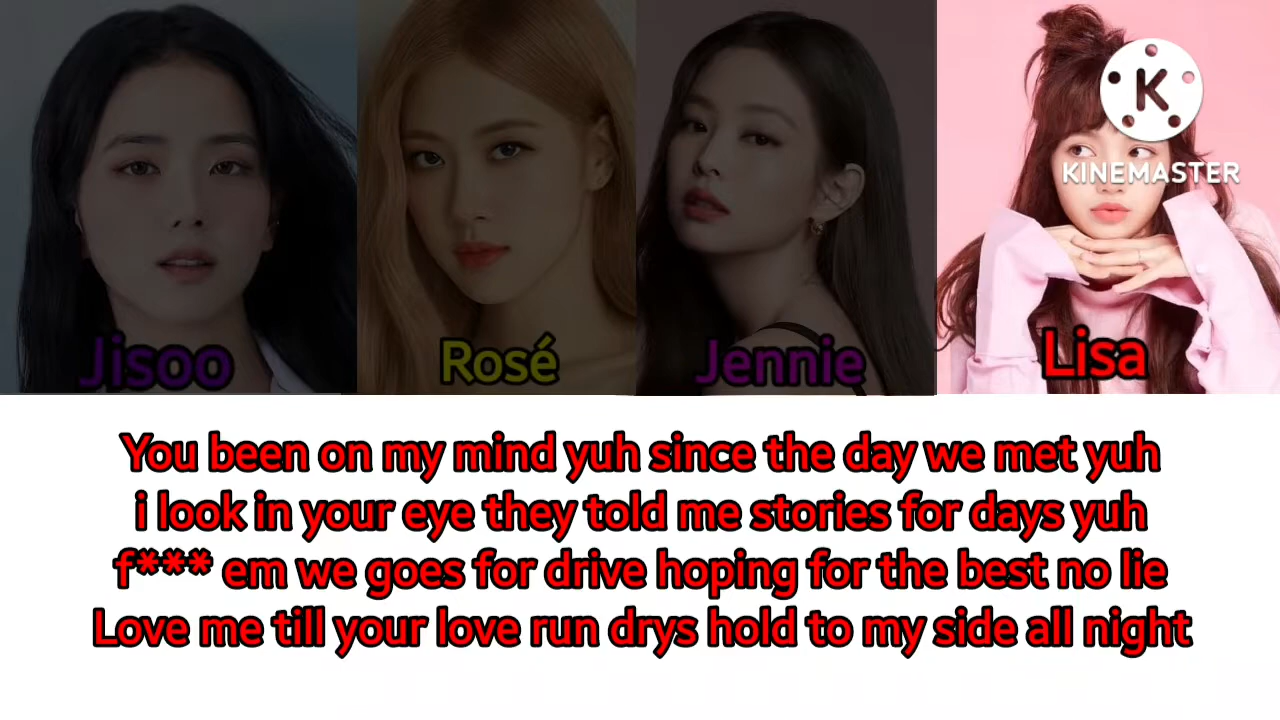 K
KINEMASTER
Jisoo
Rosé
Jennie
Lisa
You been on my mind yuh since the day we met yuh
i look in your eye they told me stories for days yuh
f*** em we goes for drive hoping for the best no lie
Love me till your love run drys hold to my side all night